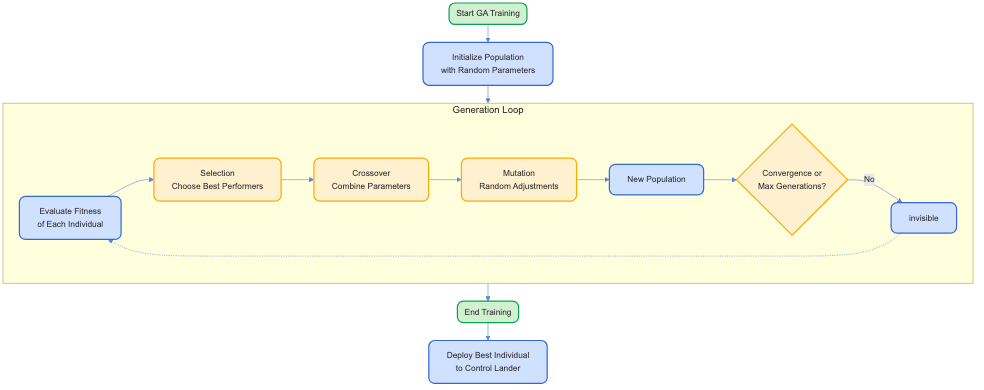 Start GA Training
Initialize Population
with Random Parameters
Generation Loop
Evaluate Fitness
of Each Individual
Selection
Choose Best Performers
Crossover
Combine Parameters
Mutation
Random Adjustments
New Population
Convergence or
Max Generations?
No
invisible
End Training
Deploy Best Individual
to Control Lander